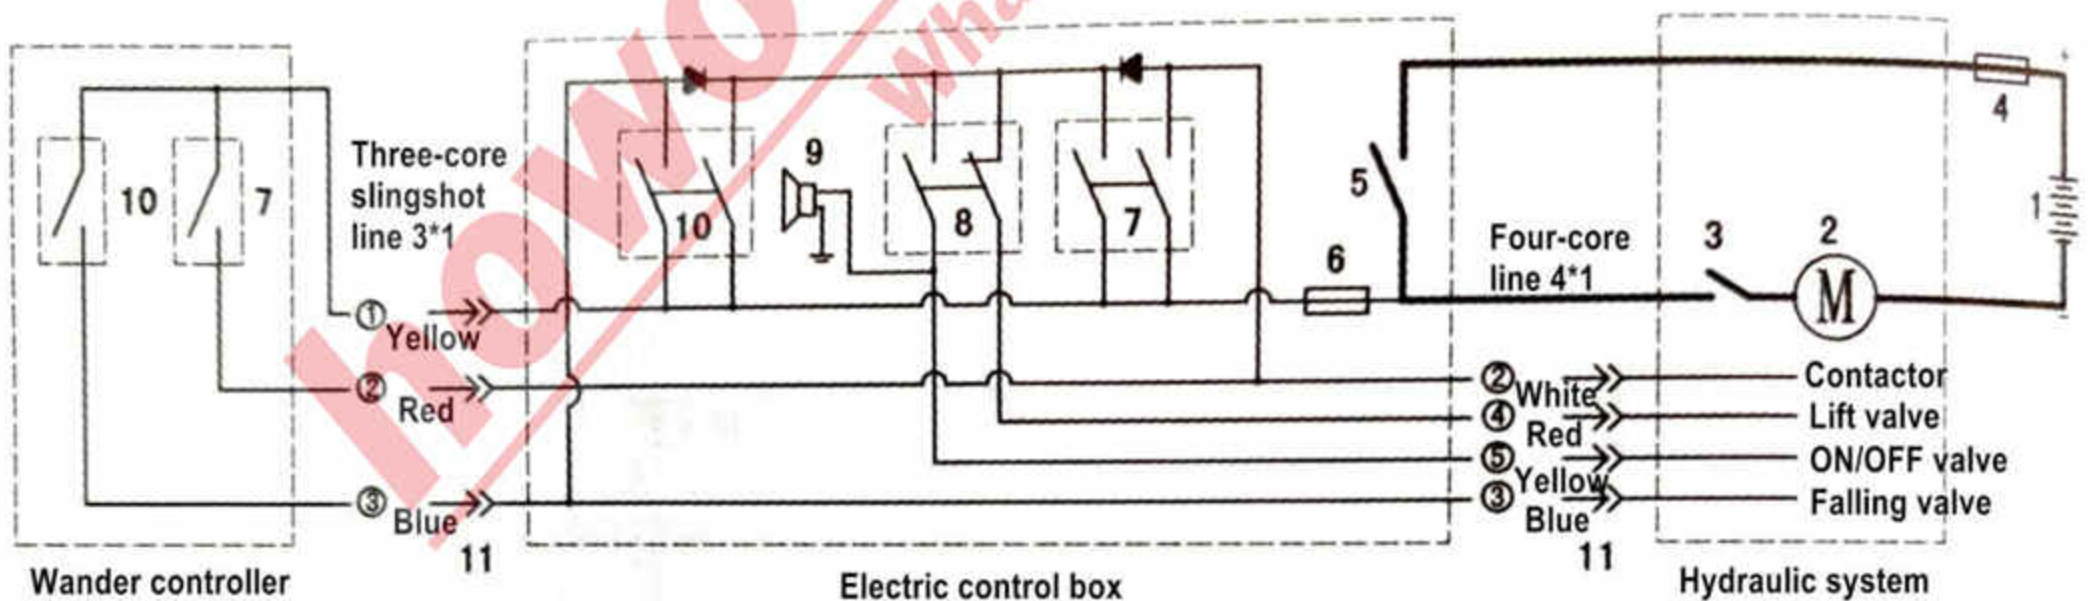 howo
Wha
10
7
Three-core
slingshot
line 3*1
10
9
8
7
5
6
Four-core
line 4*1
3
2
M
4
1
①
Yellow
②
Red
③
Blue
11
②
White
④
Red
⑤
Yellow
③
Blue
11
Contactor
Lift valve
ON/OFF valve
Falling valve
Wander controller
Electric control box
Hydraulic system